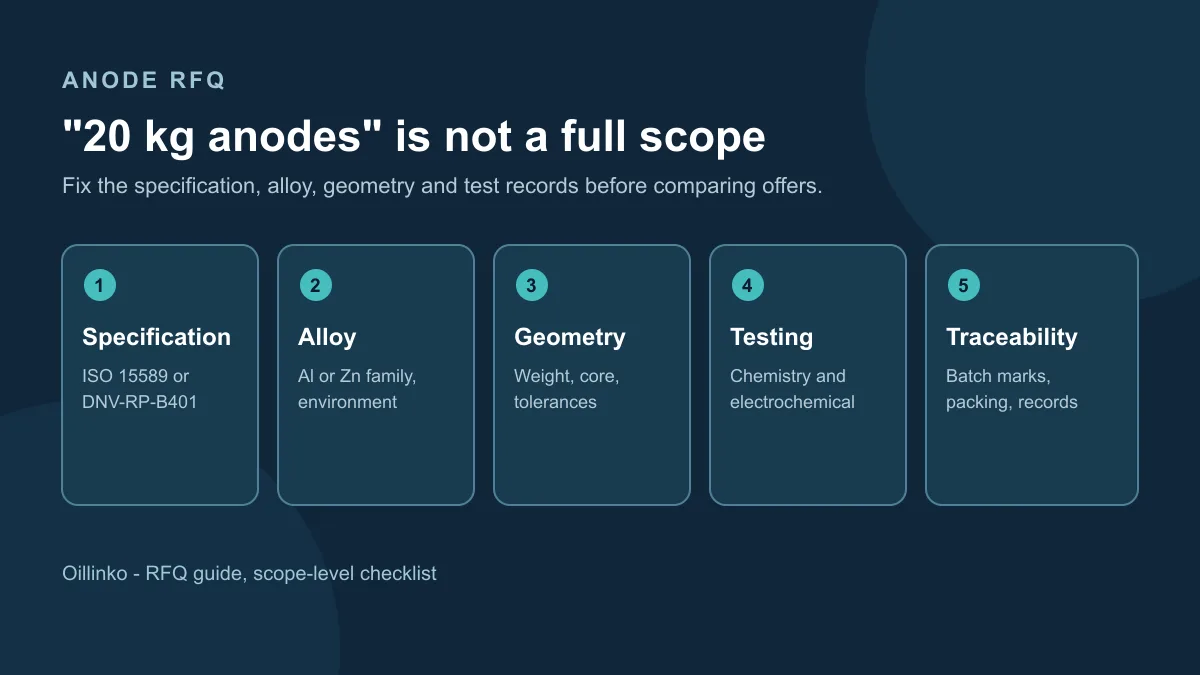 ANODE RFQ
"20 kg anodes" is not a full scope
Fix the specification, alloy, geometry and test records before comparing offers.
1
Specification
ISO 15589 or
DNV-RP-B401
2
Alloy
Al or Zn family,
environment
3
Geometry
Weight, core,
tolerances
4
Testing
Chemistry and
electrochemical
5
Traceability
Batch marks,
packing, records
Oillinko - RFQ guide, scope-level checklist